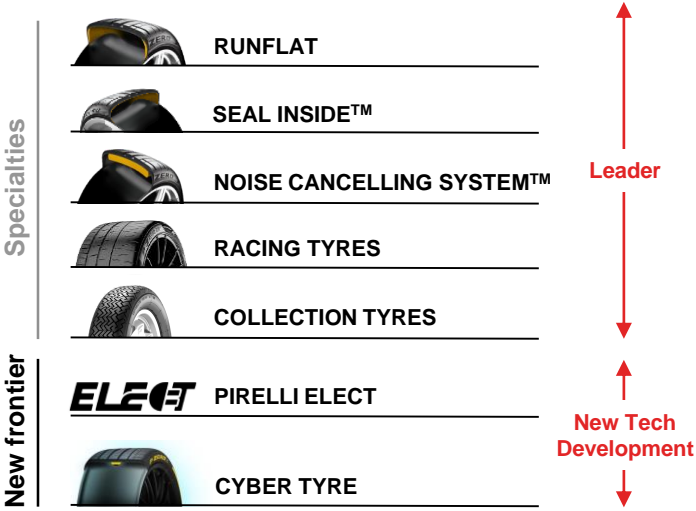 Specialties
RUNFLAT
SEAL INSIDE™
NOISE CANCELLING SYSTEM™
RACING TYRES
COLLECTION TYRES
Leader
New frontier
ELECT
PIRELLI ELECT
CYBER TYRE
New Tech
Development